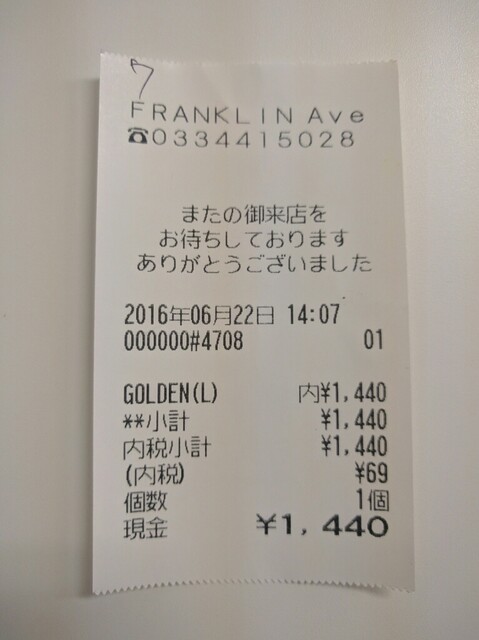 7
FRANKLIN Ave
☎0334415028
またの御来店を
お待ちしております
ありがとうございました
2016年06月22日 14:07
000000#4708 01
GOLDEN(L) 内¥1,440
**小計 ¥1,440
内税小計 ¥1,440
(内税) ¥69
個数 1個
現金 ¥1,440